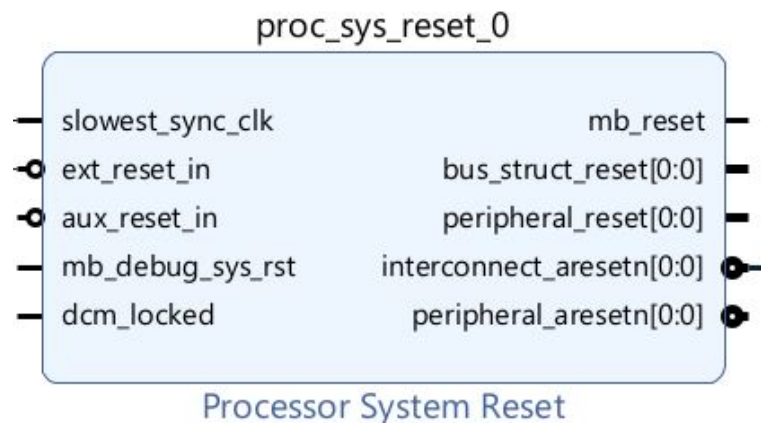 proc_sys_reset_0
slowest_sync_clk
mb_reset
ext_reset_in
bus_struct_reset[0:0]
aux_reset_in
peripheral_reset[0:0]
mb_debug_sys_rst
interconnect_aresetn[0:0]
dcm_locked
peripheral_aresetn[0:0]
Processor System Reset